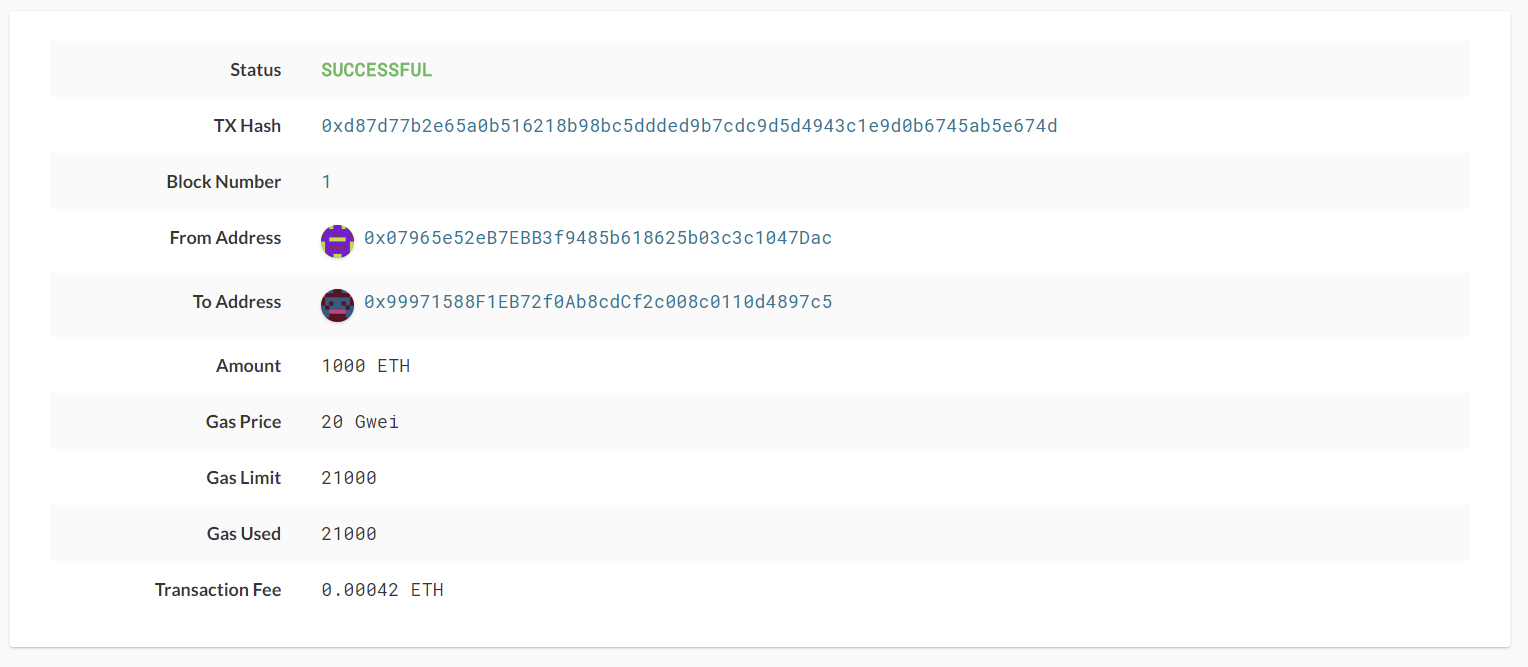 Status SUCCESSFUL
TX Hash 0xd87d77b2e65a0b516218b98bc5ddded9b7cdc9d5d4943c1e9d0b6745ab5e674d
Block Number 1
From Address 0x07965e52eB7EBB3f9485b618625b03c3c1047Dac
To Address 0x99971588F1EB72f0Ab8cdCf2c008c0110d4897c5
Amount 1000 ETH
Gas Price 20 Gwei
Gas Limit 21000
Gas Used 21000
Transaction Fee 0.00042 ETH